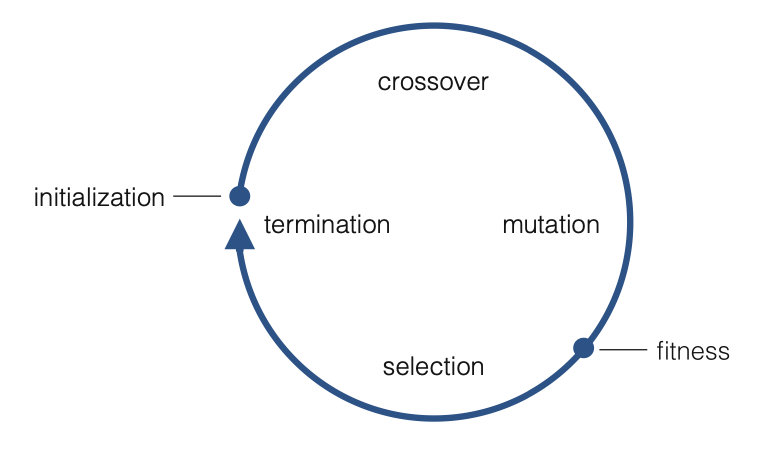 crossover
initialization
termination
mutation
fitness
selection